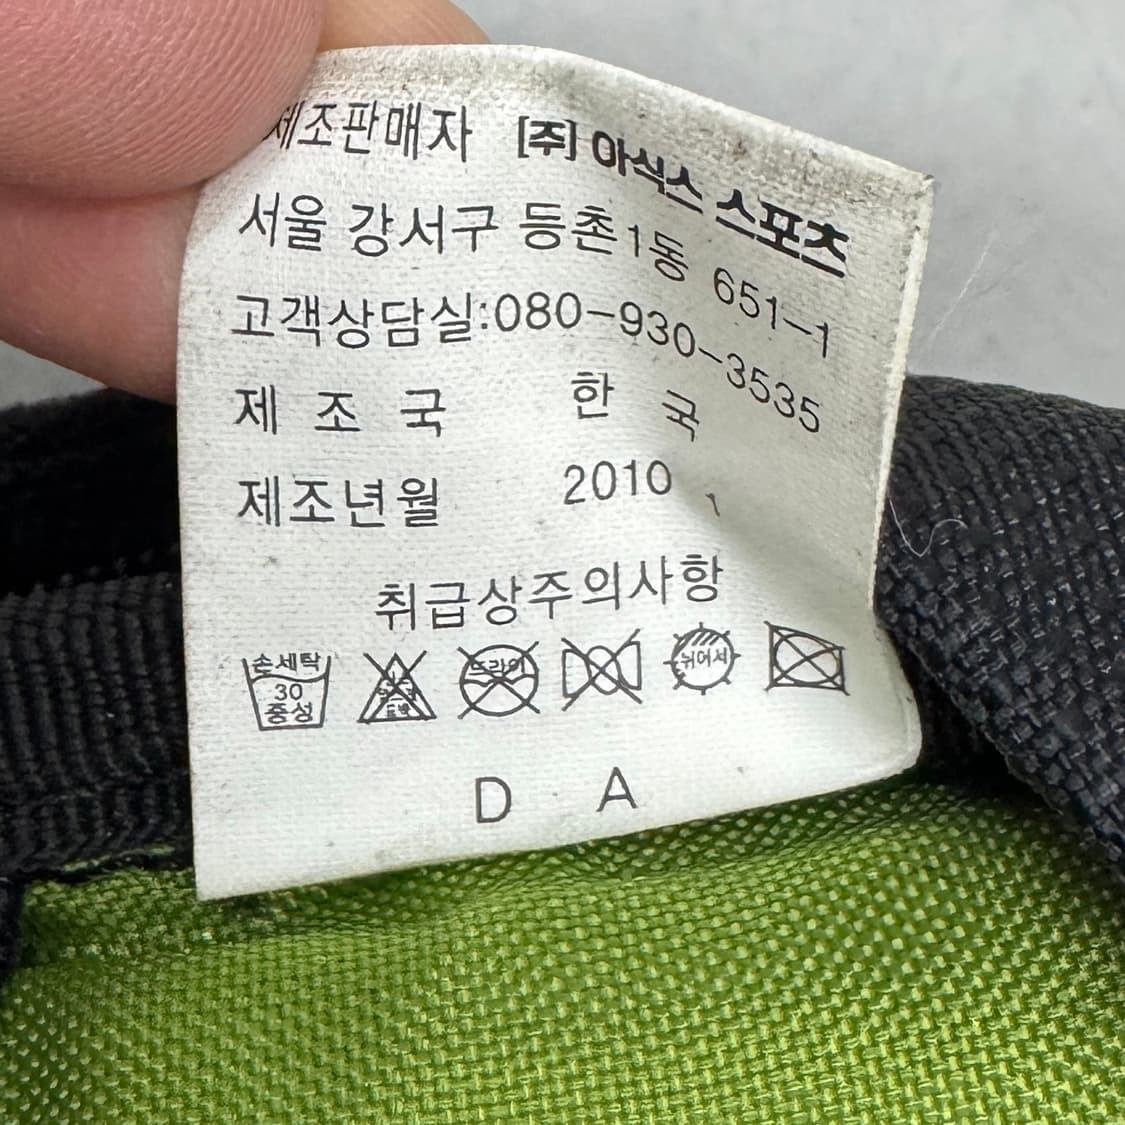 제조판매자 [주] 아식스 스포츠
서울 강서구 등촌1동 651-1
고객상담실:080-930-3535
제 조 국 한 국
제조년월 2010
취급상주의사항
손세탁 30 중성 드라이 뉘어서
D A